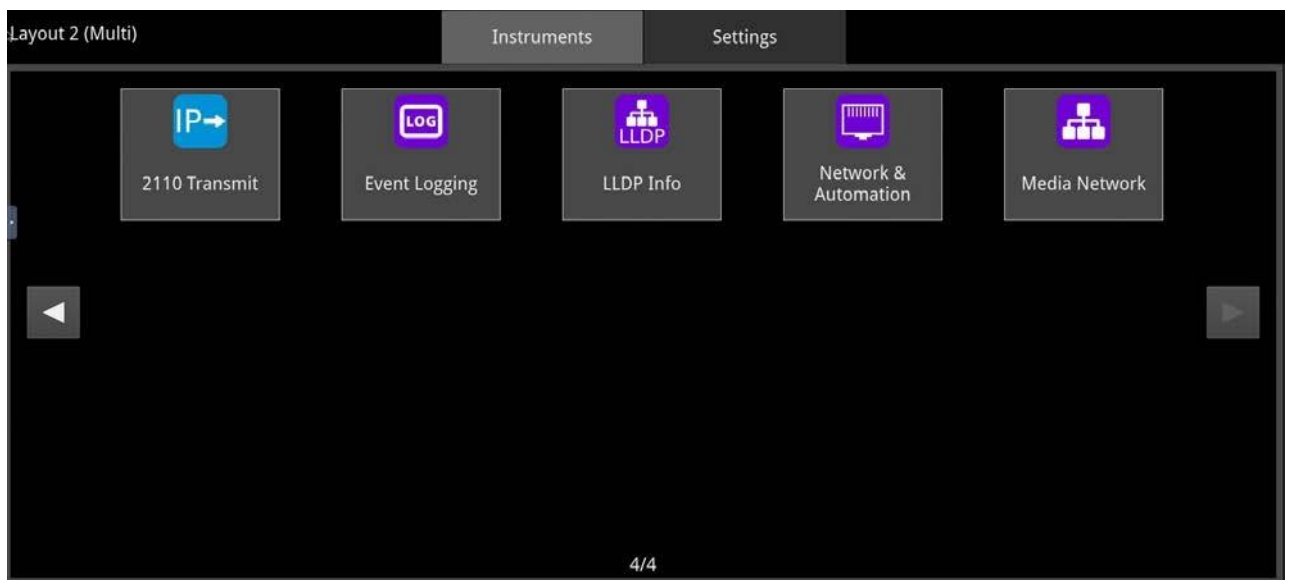 Layout 2 (Multi)
Instruments
Settings
IP
LOG
LLDP
2110 Transmit
Event Logging
LLDP Info
Network &
Automation
Media Network
4/4